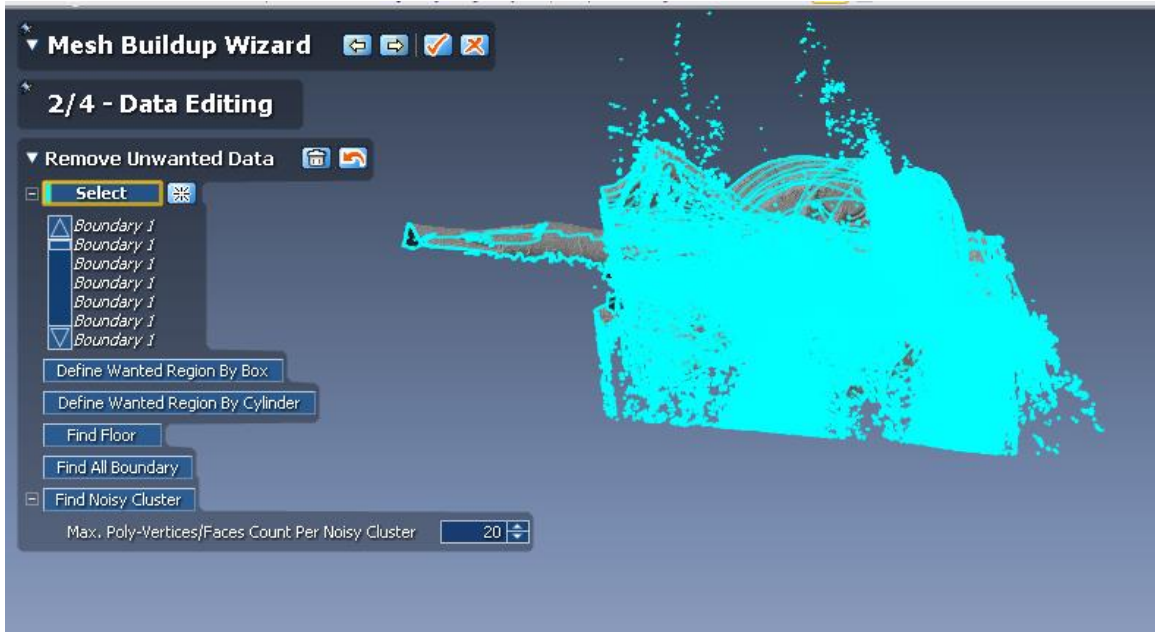 Mesh Buildup Wizard
2/4 - Data Editing
Remove Unwanted Data
Select
Boundary 1
Boundary 1
Boundary 1
Boundary 1
Boundary 1
Boundary 1
Boundary 1
Define Wanted Region By Box
Define Wanted Region By Cylinder
Find Floor
Find All Boundary
Find Noisy Cluster
Max. Poly-Vertices/Faces Count Per Noisy Cluster 20